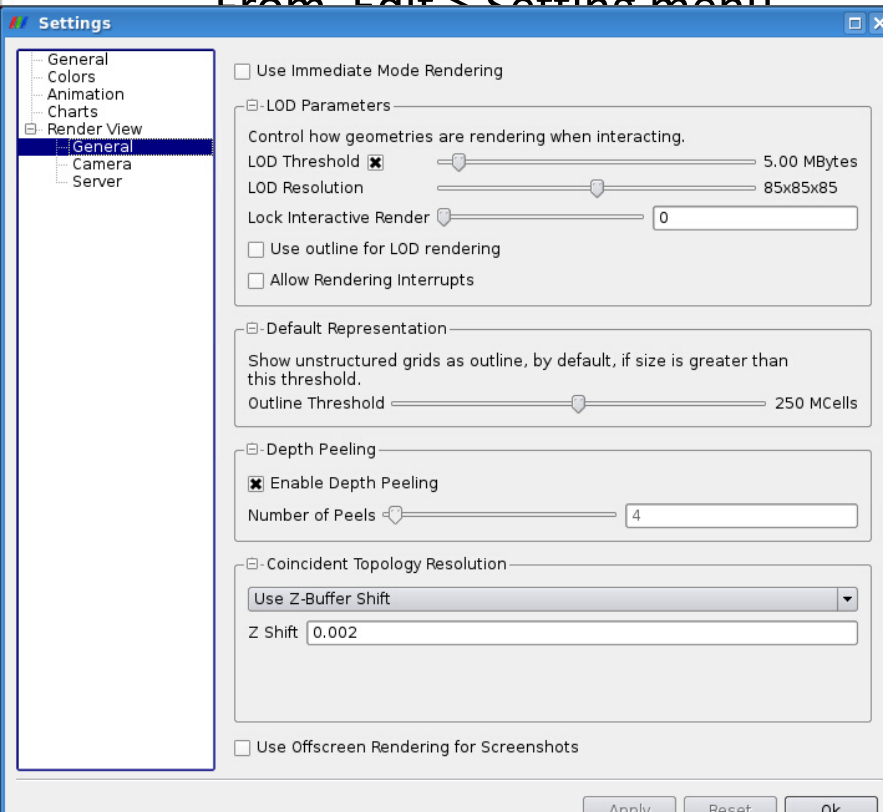 From Edit > Setting menu
Settings
General
Colors
Animation
Charts
Render View
General
Camera
Server
Use Immediate Mode Rendering
LOD Parameters
Control how geometries are rendering when interacting.
LOD Threshold 5.00 MBytes
LOD Resolution 85x85x85
Lock Interactive Render 0
Use outline for LOD rendering
Allow Rendering Interrupts
Default Representation
Show unstructured grids as outline, by default, if size is greater than
this threshold.
Outline Threshold 250 MCells
Depth Peeling
Enable Depth Peeling
Number of Peels 4
Coincident Topology Resolution
Use Z-Buffer Shift
Z Shift 0.002
Use Offscreen Rendering for Screenshots
Apply Reset Ok